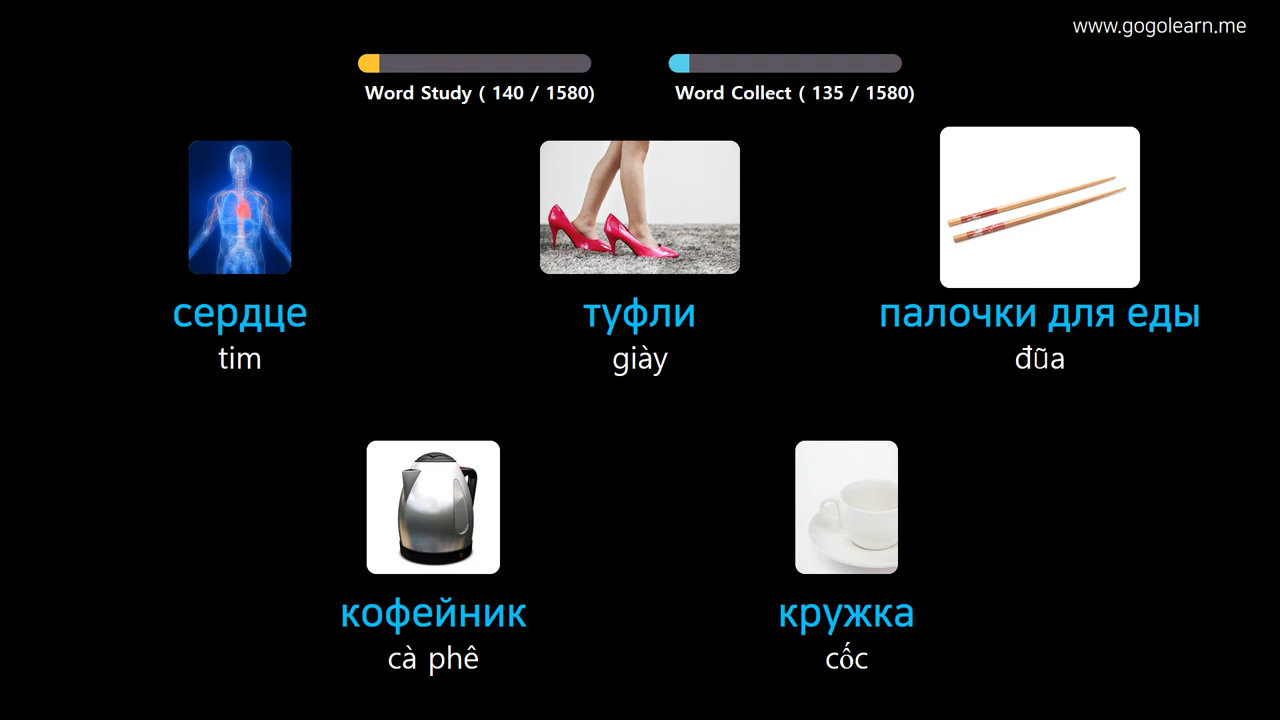 www.gogolearn.me
Word Study ( 140 / 1580)
Word Collect ( 135 / 1580)
сердце
tim
туфли
giày
палочки для еды
đũa
кофейник
cà phê
кружка
cốc